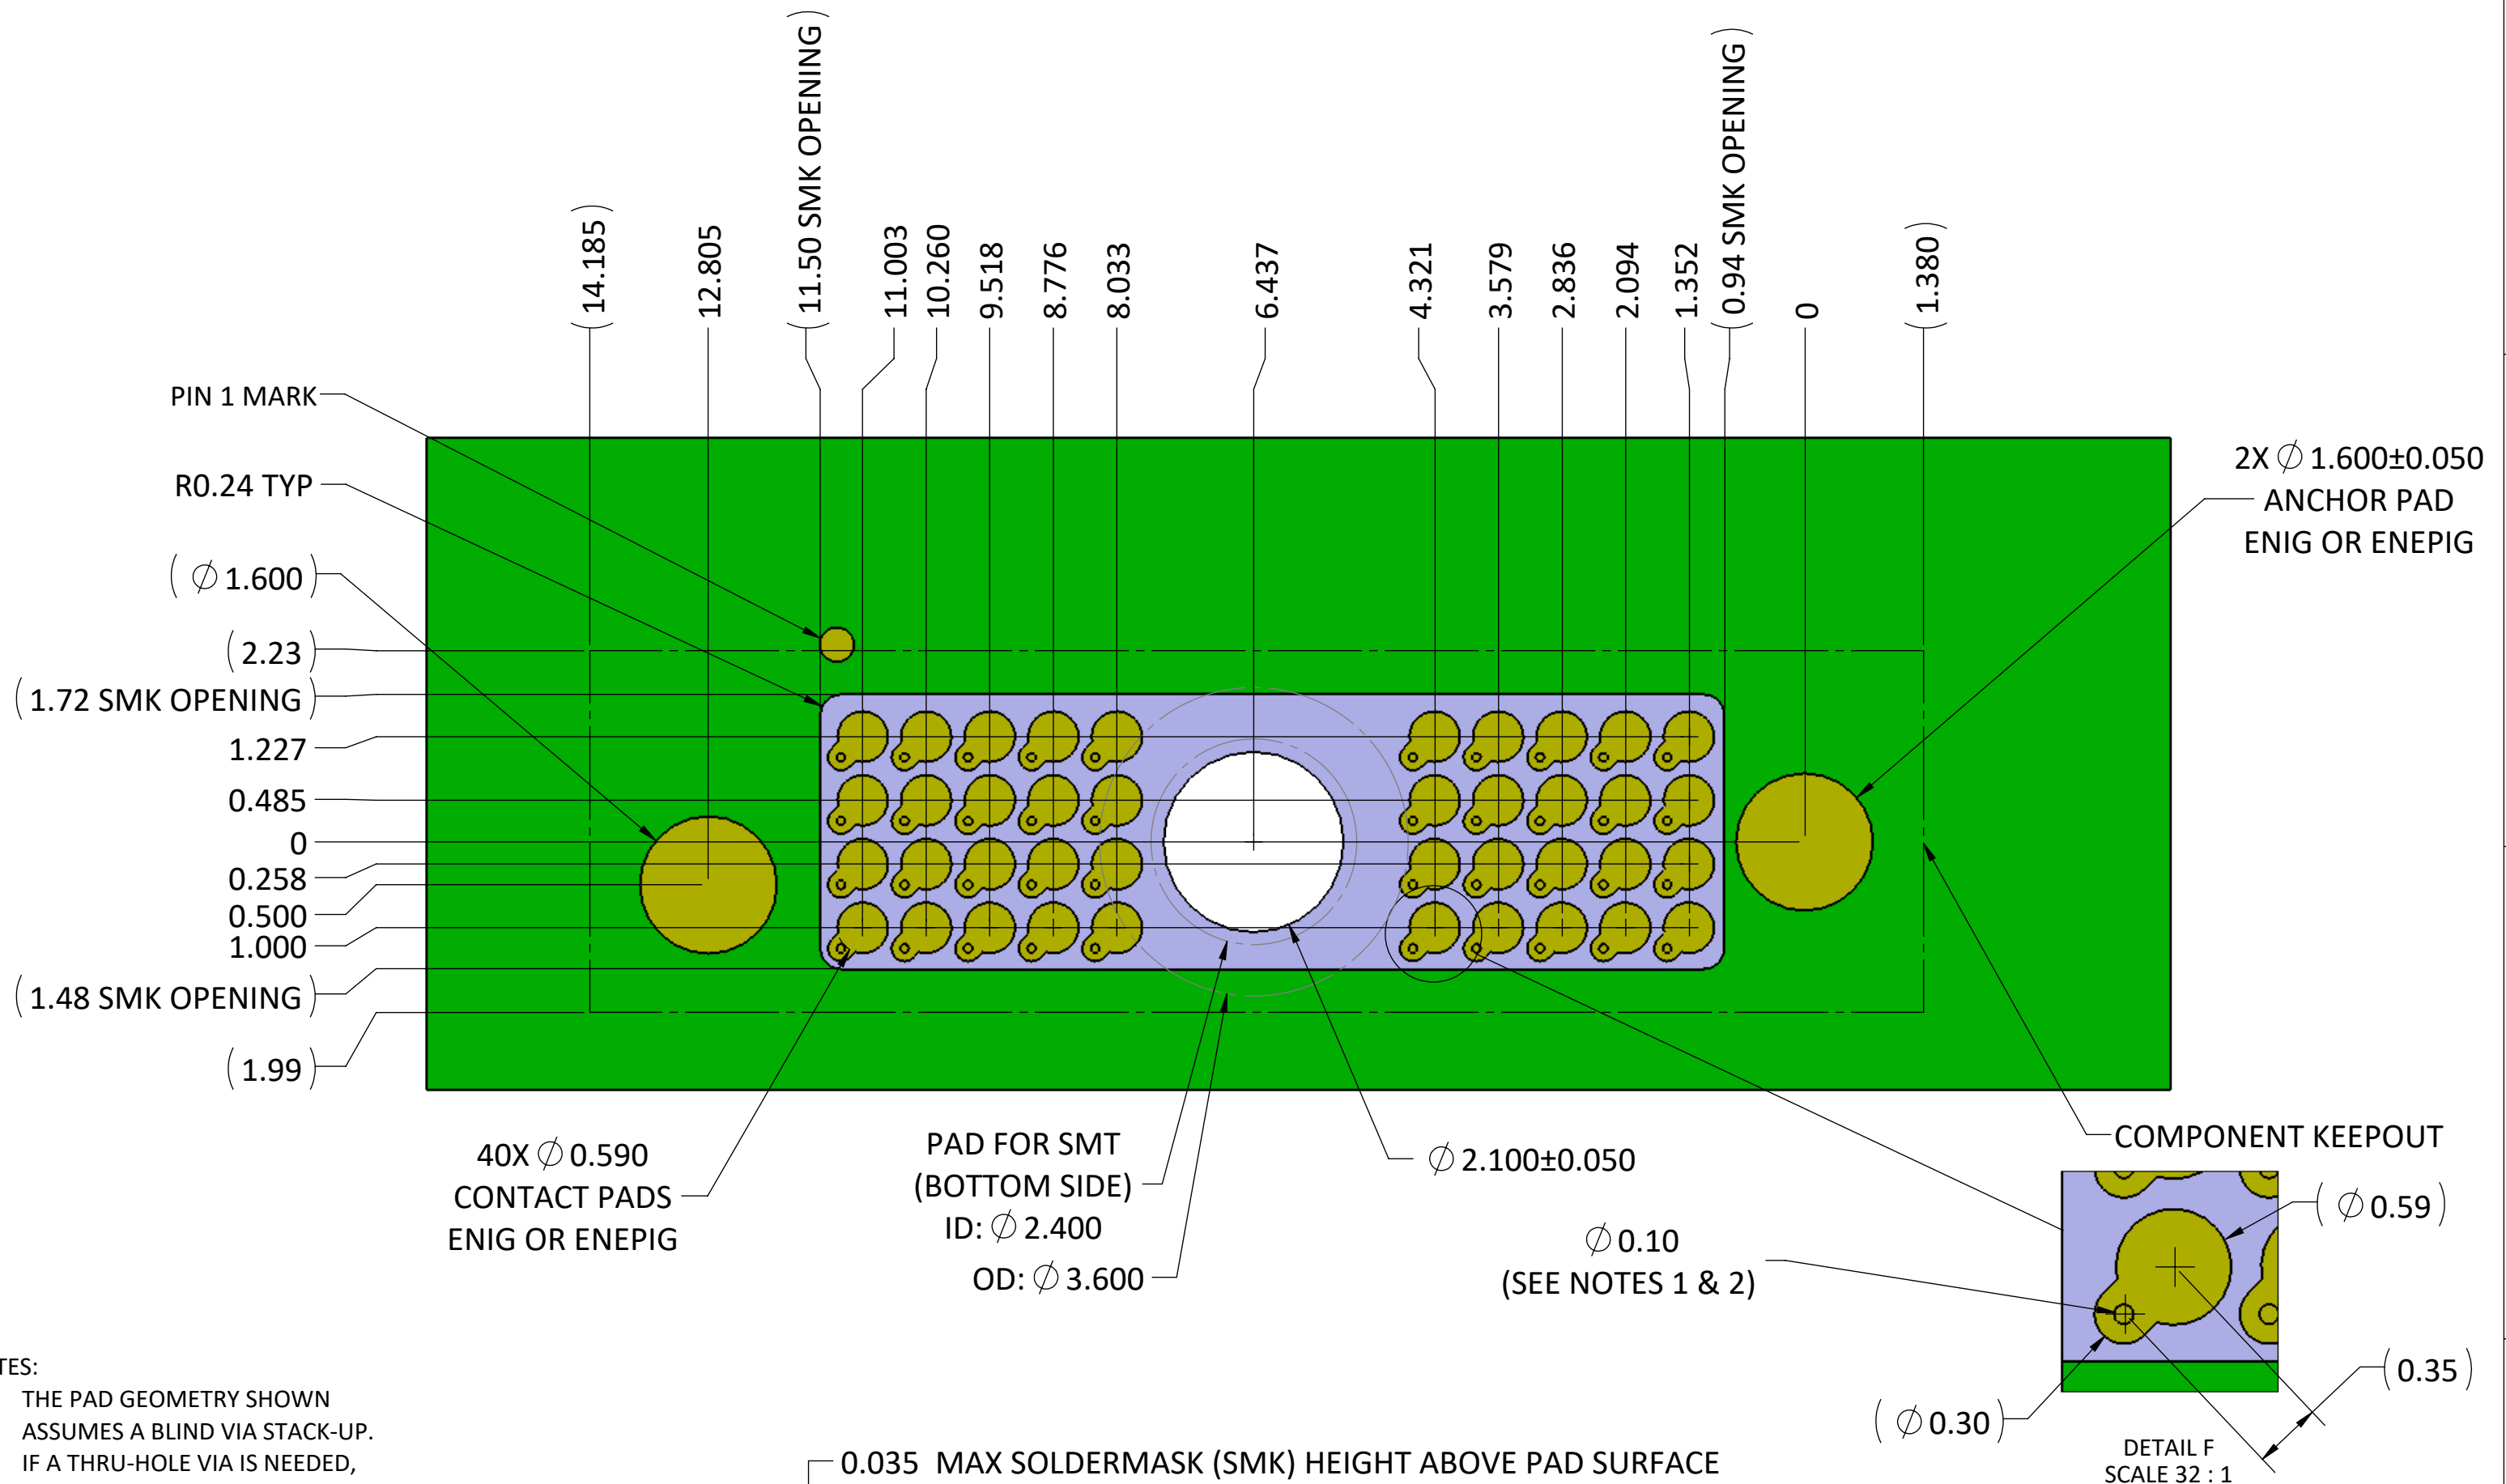 (14.185)
12.805
(11.50 SMK OPENING)
11.003
10.260
9.518
8.776
8.033
6.437
4.321
3.579
2.836
2.094
1.352
(0.94 SMK OPENING)
0
(1.380)
PIN 1 MARK
R0.24 TYP
(∅ 1.600)
(2.23)
(1.72 SMK OPENING)
1.227
0.485
0
0.258
0.500
1.000
(1.48 SMK OPENING)
(1.99)
2X ∅ 1.600±0.050
ANCHOR PAD
ENIG OR ENEPIG
40X ∅ 0.590
CONTACT PADS
ENIG OR ENEPIG
PAD FOR SMT
(BOTTOM SIDE)
ID: ∅ 2.400
OD: ∅ 3.600
∅ 2.100±0.050
COMPONENT KEEPOUT
∅ 0.10
(SEE NOTES 1 & 2)
(∅ 0.59)
(0.35)
(∅ 0.30)
DETAIL F
SCALE 32 : 1
TES:
THE PAD GEOMETRY SHOWN
ASSUMES A BLIND VIA STACK-UP.
IF A THRU-HOLE VIA IS NEEDED,
0.035 MAX SOLDERMASK (SMK) HEIGHT ABOVE PAD SURFACE